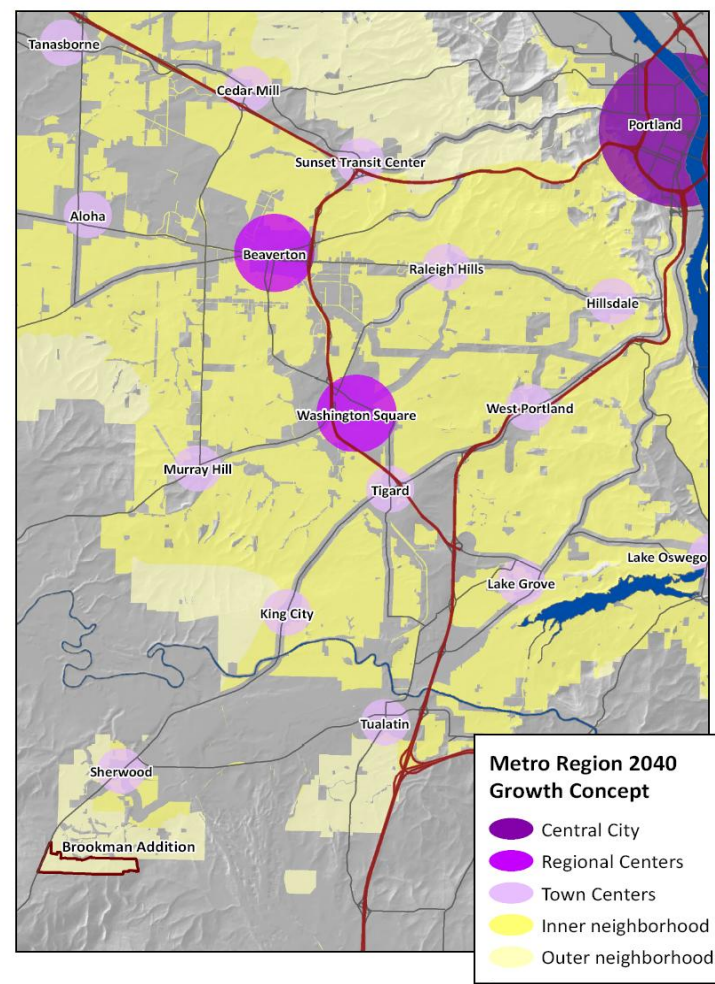 Tanasborne
Cedar Mill
Portland
Sunset Transit Center
Aloha
Beaverton
Raleigh Hills
Hillsdale
Washington Square
West Portland
Murray Hill
Tigard
Lake Oswego
Lake Grove
King City
Tualatin
Sherwood
Brookman Addition
Metro Region 2040
Growth Concept
Central City
Regional Centers
Town Centers
Inner neighborhood
Outer neighborhood